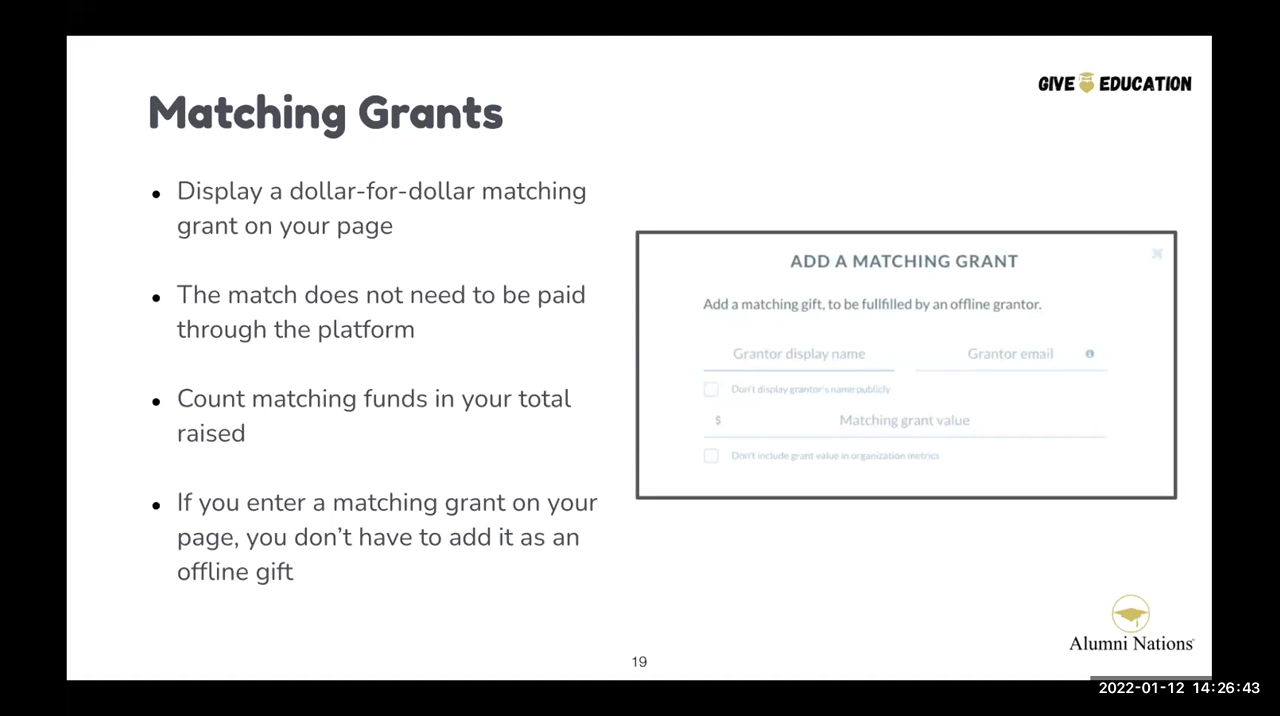 GIVE EDUCATION
Matching Grants
• Display a dollar-for-dollar matching
grant on your page
• The match does not need to be paid
through the platform
• Count matching funds in your total
raised
• If you enter a matching grant on your
page, you don’t have to add it as an
offline gift
ADD A MATCHING GRANT
Add a matching gift, to be fullfilled by an offline grantor.
Grantor display name
Grantor email
Don't display grantor's name publicly
$ Matching grant value
Don't include grant value in organization metrics
Alumni Nations
19
2022-01-12 14:26:43